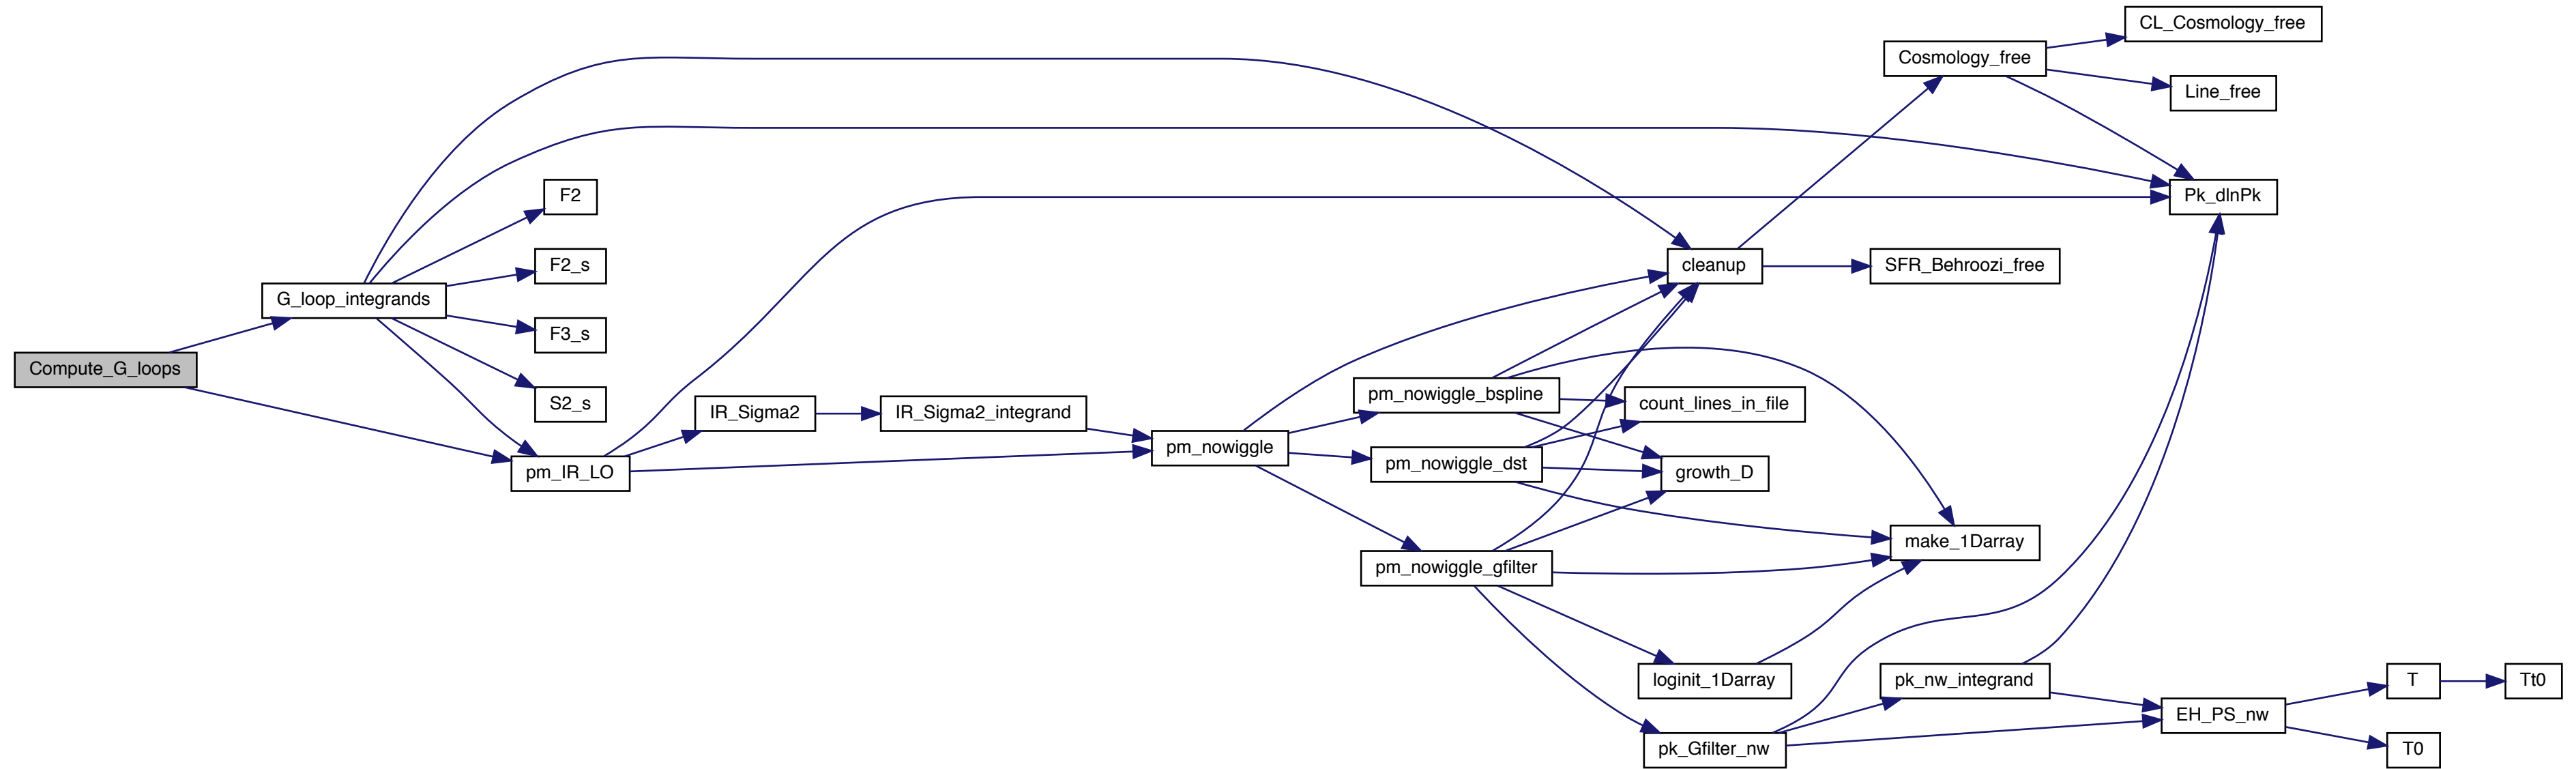 Compute_G_loops
G_loop_integrands
F2
F2_s
F3_s
S2_s
pm_IR_LO
IR_Sigma2
IR_Sigma2_integrand
pm_nowiggle
pm_nowiggle_bspline
pm_nowiggle_dst
pm_nowiggle_gfilter
cleanup
count_lines_in_file
growth_D
loginit_1Darray
pk_Gfilter_nw
Cosmology_free
SFR_Behroozi_free
make_1Darray
pk_nw_integrand
CL_Cosmology_free
Line_free
Pk_dlnPk
EH_PS_nw
T
T0
Tt0